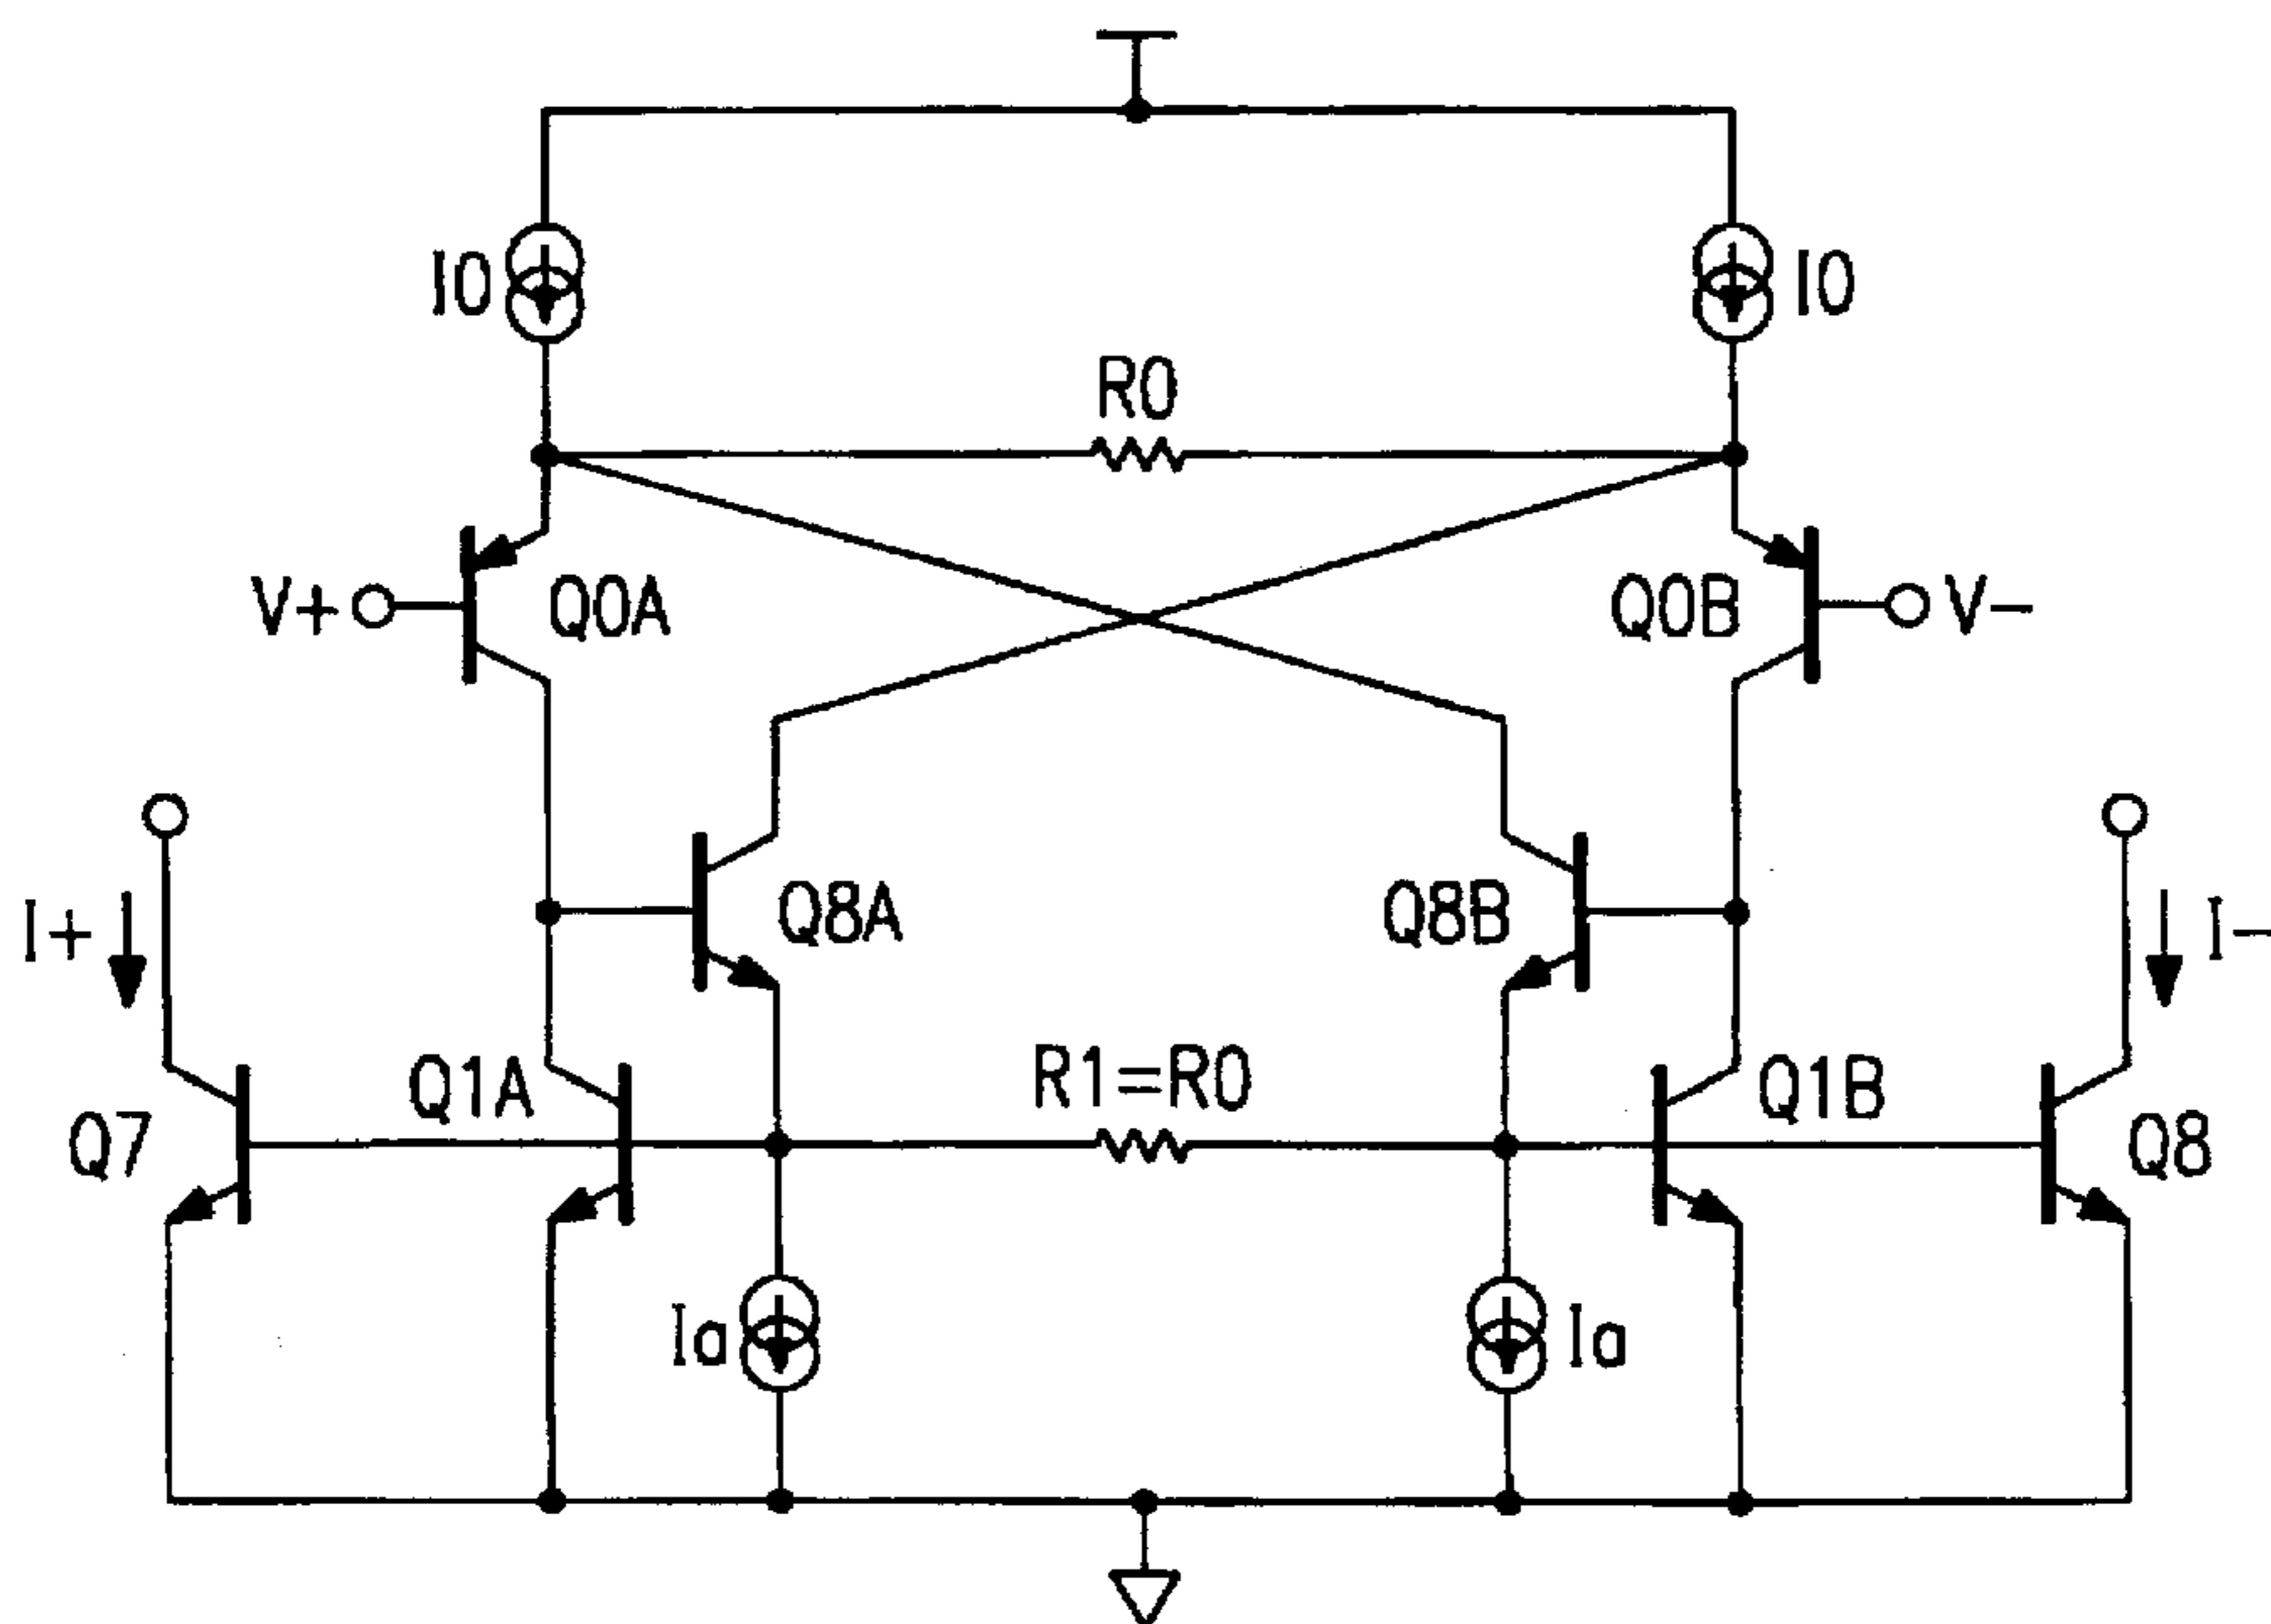 I0
I0
R0
V+
Q0A
Q0B
V-
I+
Q8A
Q8B
I-
Q7
Q1A
R1=R0
Q1B
Q8
Ia
Ia